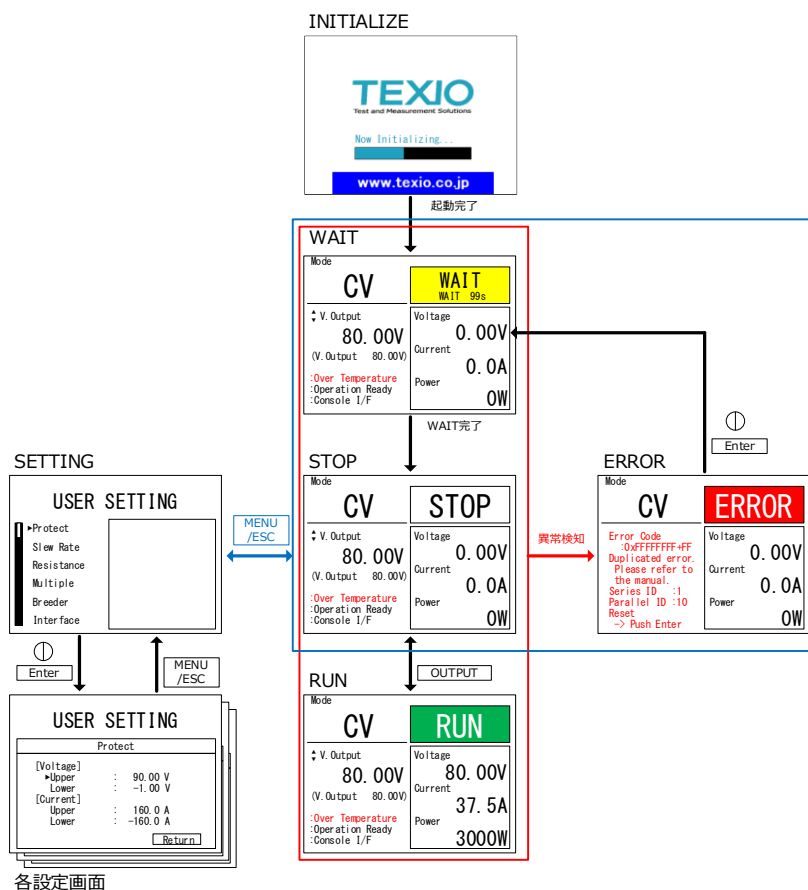 INITIALIZE
TEXIO
Test and Measurement Solutions
Now Initializing...
www.texio.co.jp
起動完了
WAIT
Mode
CV
WAIT
WAIT 99s
V.Output
80.00V
(V.Output 80.00V)
:Over Temperature
:Operation Ready
:Console I/F
Voltage
0.00V
Current
0.0A
Power
0W
WAIT完了
Enter
SETTING
USER SETTING
Protect
Slew Rate
Resistance
Multiple
Breeder
Interface
MENU
/ESC
STOP
Mode
CV
STOP
V.Output
80.00V
(V.Output 80.00V)
:Over Temperature
:Operation Ready
:Console I/F
Voltage
0.00V
Current
0.0A
Power
0W
異常検知
ERROR
Mode
CV
ERROR
Error Code
:0xFFFFFFFF+FF
Duplicated error.
Please refer to
the manual.
Series ID :1
Parallel ID :10
Reset
-> Push Enter
Voltage
0.00V
Current
0.0A
Power
0W
Enter
MENU
/ESC
OUTPUT
USER SETTING
Protect
[Voltage]
Upper : 90.00 V
Lower : -1.00 V
[Current]
Upper : 160.0 A
Lower : -160.0 A
Return
各設定画面
RUN
Mode
CV
RUN
V.Output
80.00V
(V.Output 80.00V)
:Over Temperature
:Operation Ready
:Console I/F
Voltage
80.00V
Current
37.5A
Power
3000W